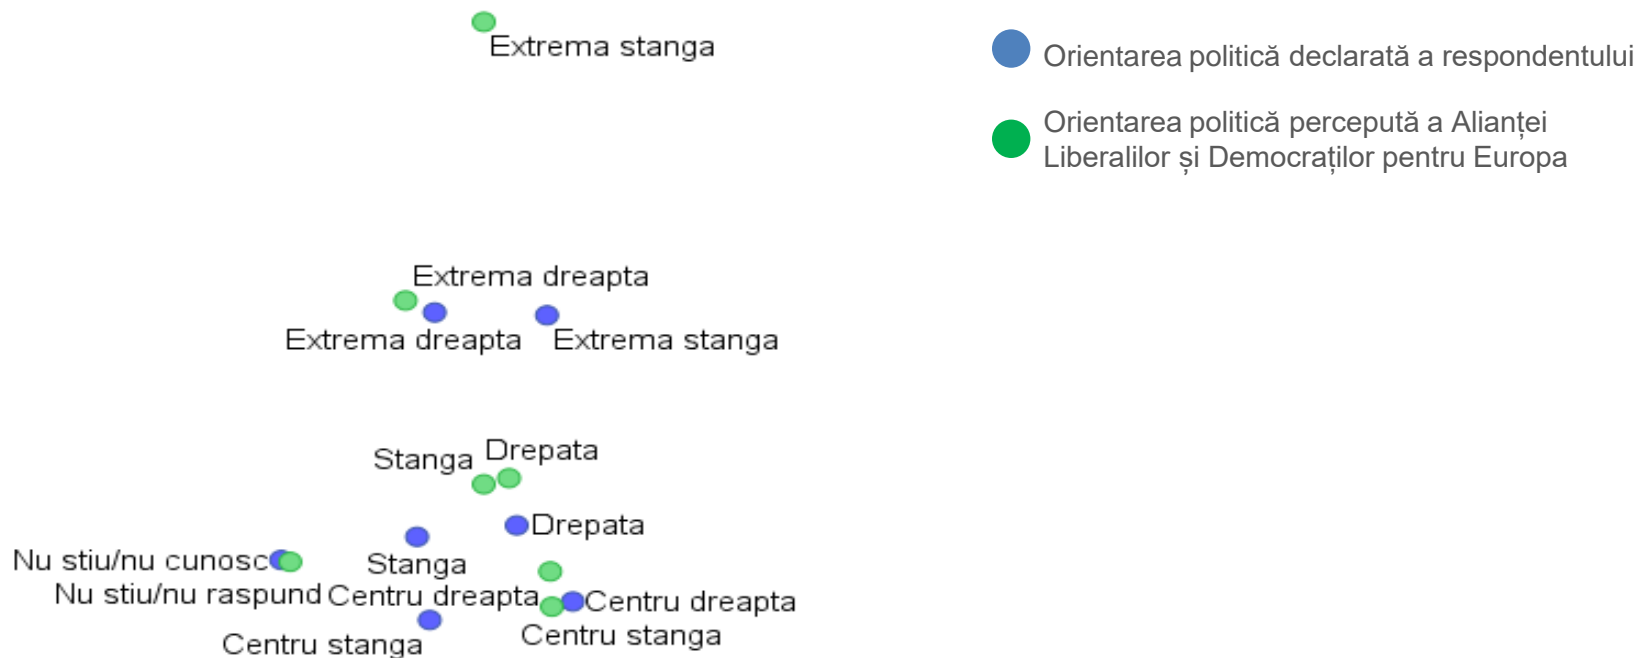 Extrema stanga
Orientarea politică declarată a respondentului
Orientarea politică percepută a Alianței
Liberalilor și Democraților pentru Europa
Extrema dreapta
Extrema dreapta
Extrema stanga
Stanga
Drepata
Drepata
Nu stiu/nu cunosc
Stanga
Nu stiu/nu raspund
Centru dreapta
Centru dreapta
Centru stanga
Centru stanga